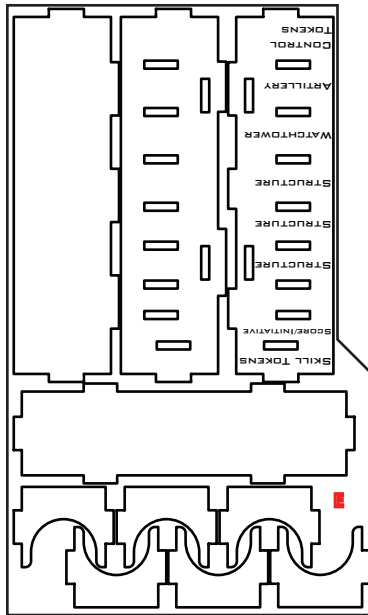 SKILL TOKENS
SCORE/INITIATIVE
STRUCTURE
STRUCTURE
STRUCTURE
WATCHTOWER
ARTILLERY
CONTROL
TOKENS